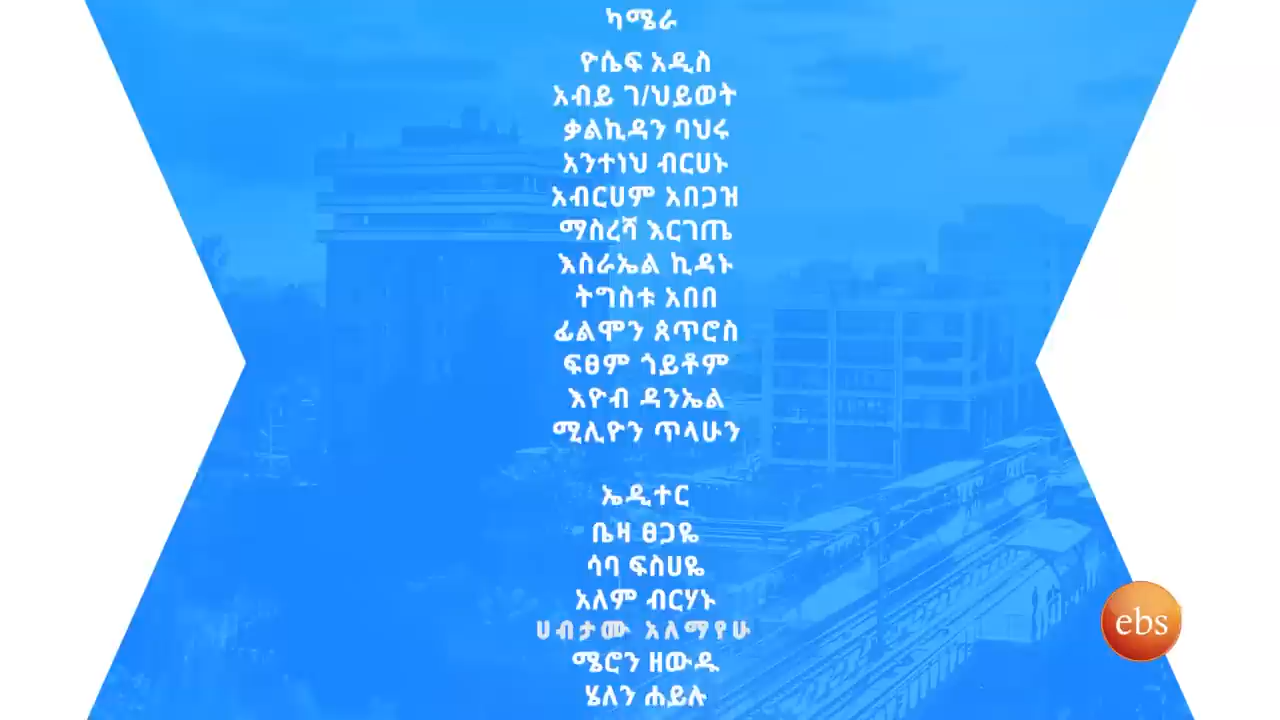 ካሜራ
ዮሴፍ አዲስ
አብይ ገ/ህይወት
ቃልኪዳን ባህሩ
አንተነህ ብርሀኑ
አብርሀም አበጋዝ
ማስረሻ እርገጤ
እስራኤል ኪዳኑ
ትግስቱ አበበ
ፊልሞን ጴጥሮስ
ፍፀም ጎይቶም
እዮብ ዳንኤል
ሚሊዮን ጥላሁን
ኤዲተር
ቤዛ ፀጋዬ
ሳባ ፍስሀዬ
አለም ብርሃኑ
ሀብታሙ አለማየሁ
ሜሮን ዘውዱ
ሄለን ሐይሉ
ebs